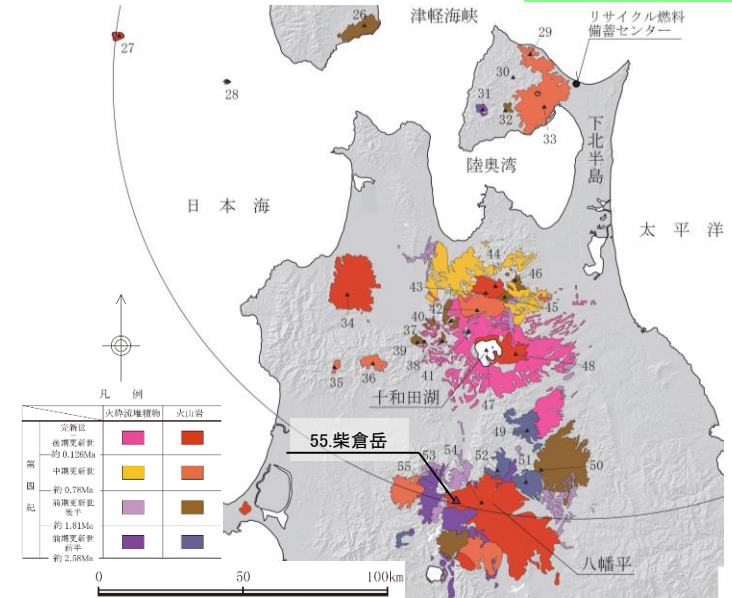 津軽海峡
リサイクル燃料
備蓄センター
26
27
28
29
30
31
32
33
下北半島
陸奥湾
日本海
太平洋
44
46
43
42
45
34
40
37
39
38
41
35
36
48
47
十和田湖
凡例
火砕流堆積物
火山岩
第四紀
完新世
~
後期更新世
約 0.126Ma
中期更新世
約 0.78Ma
前期更新世
後半
約 1.81Ma
前期更新世
前半
約 2.58Ma
49
55.柴倉岳
50
51
52
53
54
55
八幡平
0
50
100km